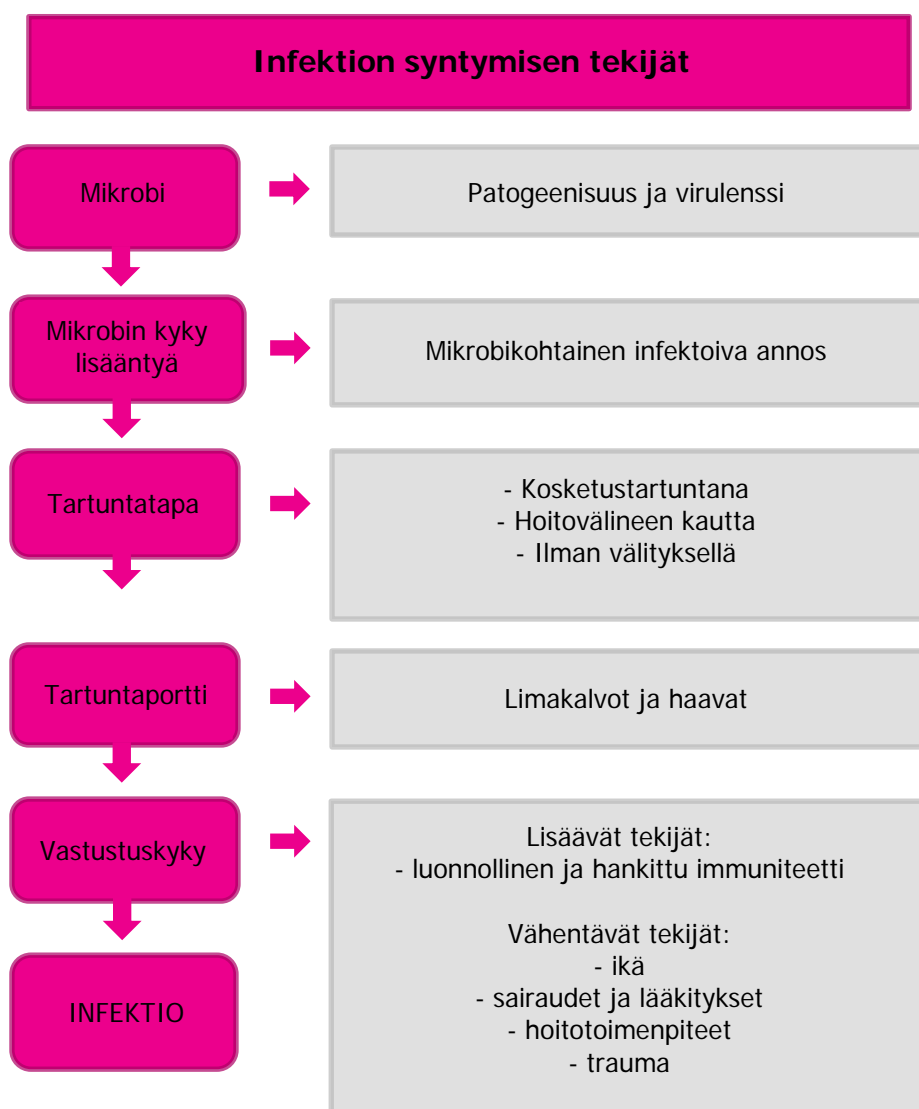 Infektion syntymisen tekijät
Mikrobi
Patogeenisuus ja virulenssi
Mikrobin kyky
lisääntyä
Mikrobikohtainen infektoiva annos
Tartuntatapa
- Kosketustartuntana
- Hoitovälineen kautta
- Ilman välityksellä
Tartuntaportti
Limakalvot ja haavat
Vastustuskyky
Lisäävät tekijät:
- luonnollinen ja hankittu immuniteetti
Vähentävät tekijät:
- ikä
- sairaudet ja lääkitykset
- hoitotoimenpiteet
- trauma
INFEKTIO